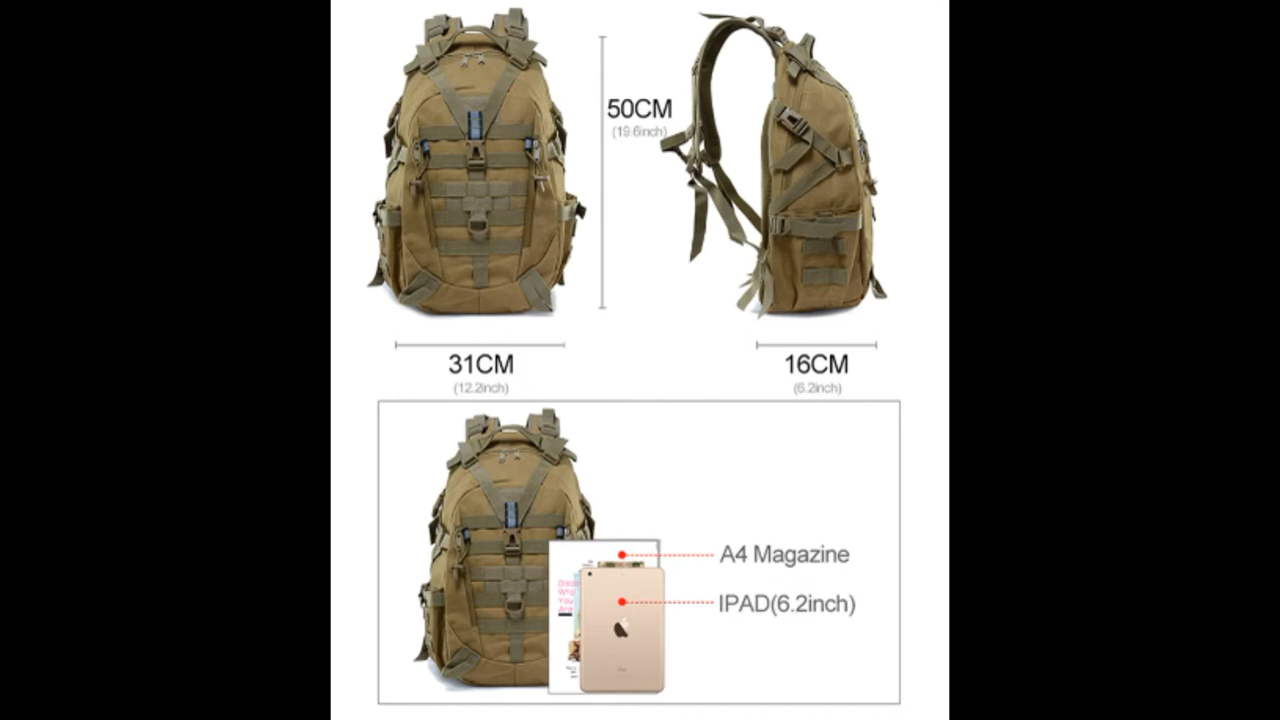 50CM
(19.6inch)
31CM
(12.2inch)
16CM
(6.2inch)
A4 Magazine
IPAD(6.2inch)